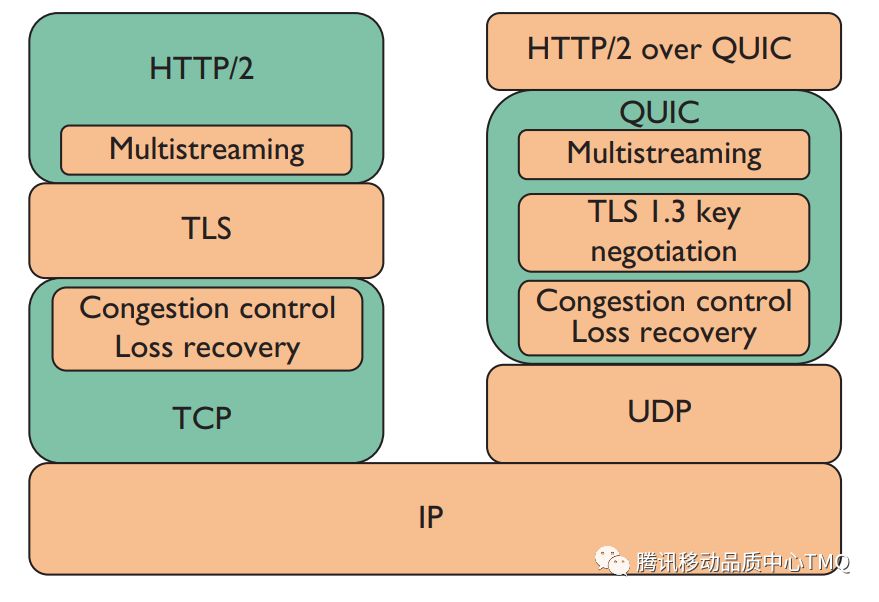 HTTP/2
Multistreaming
TLS
Congestion control
Loss recovery
TCP
HTTP/2 over QUIC
QUIC
Multistreaming
TLS 1.3 key
negotiation
Congestion control
Loss recovery
UDP
IP
腾讯移动品质中心TMQ